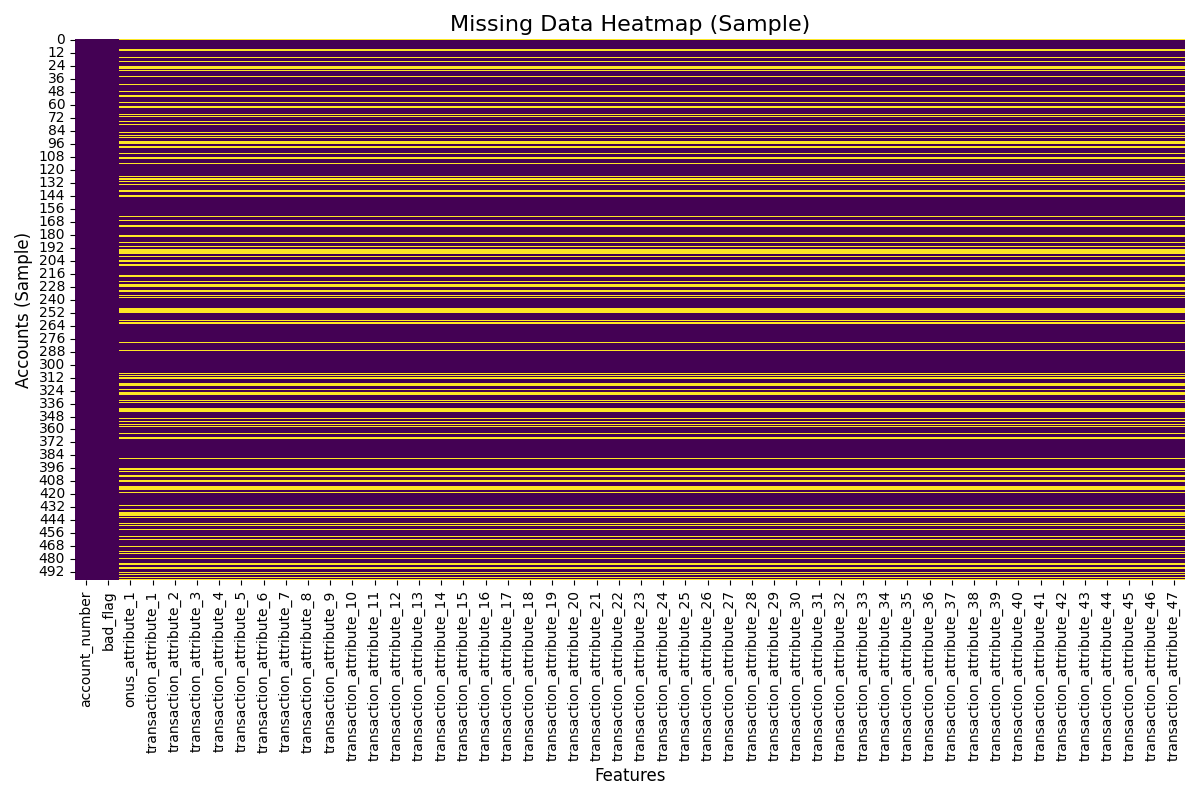 Missing Data Heatmap (Sample)
Accounts (Sample)
0
12
24
36
48
60
72
84
96
108
120
132
144
156
168
180
192
204
216
228
240
252
264
276
288
300
312
324
336
348
360
372
384
396
408
420
432
444
456
468
480
492
account_number
bad_flag
onus_attribute_1
transaction_attribute_1
transaction_attribute_2
transaction_attribute_3
transaction_attribute_4
transaction_attribute_5
transaction_attribute_6
transaction_attribute_7
transaction_attribute_8
transaction_attribute_9
transaction_attribute_10
transaction_attribute_11
transaction_attribute_12
transaction_attribute_13
transaction_attribute_14
transaction_attribute_15
transaction_attribute_16
transaction_attribute_17
transaction_attribute_18
transaction_attribute_19
transaction_attribute_20
transaction_attribute_21
transaction_attribute_22
transaction_attribute_23
transaction_attribute_24
transaction_attribute_25
transaction_attribute_26
transaction_attribute_27
transaction_attribute_28
transaction_attribute_29
transaction_attribute_30
transaction_attribute_31
transaction_attribute_32
transaction_attribute_33
transaction_attribute_34
transaction_attribute_35
transaction_attribute_36
transaction_attribute_37
transaction_attribute_38
transaction_attribute_39
transaction_attribute_40
transaction_attribute_41
transaction_attribute_42
transaction_attribute_43
transaction_attribute_44
transaction_attribute_45
transaction_attribute_46
transaction_attribute_47
Features